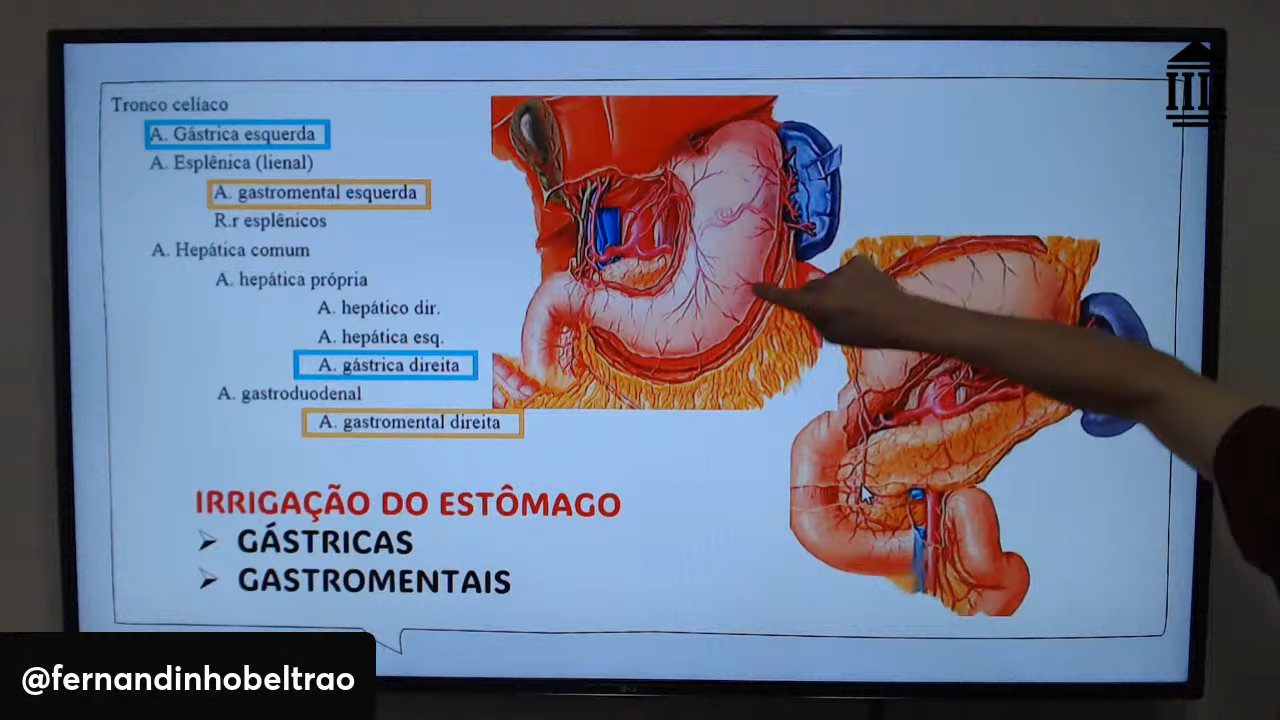 Tronco celíaco
A. Gástrica esquerda
A. Esplênica (lienal)
A. gastromental esquerda
R.r esplênicos
A. Hepática comum
A. hepática própria
A. hepático dir.
A. hepática esq.
A. gástrica direita
A. gastroduodenal
A. gastromental direita
IRRIGAÇÃO DO ESTÔMAGO
➢ GÁSTRICAS
➢ GASTROMENTAIS
@fernandinhobeltrao